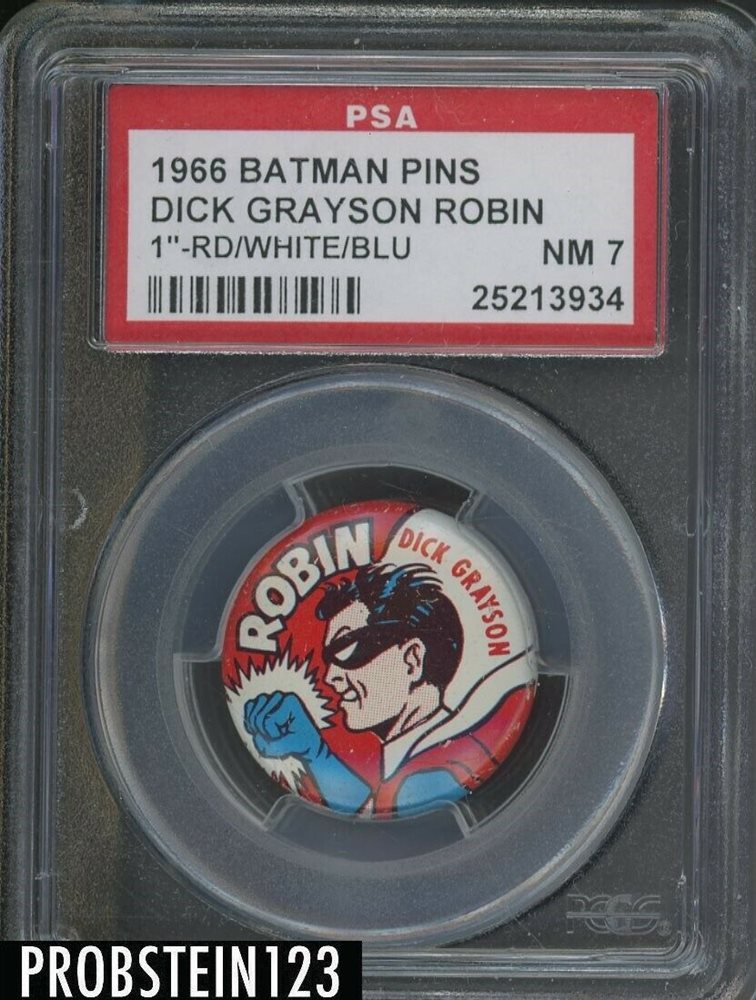 PSA
1966 BATMAN PINS
DICK GRAYSON ROBIN
1"-RD/WHITE/BLU NM 7
25213934
ROBIN
DICK GRAYSON
PCGS
PROBSTEIN123